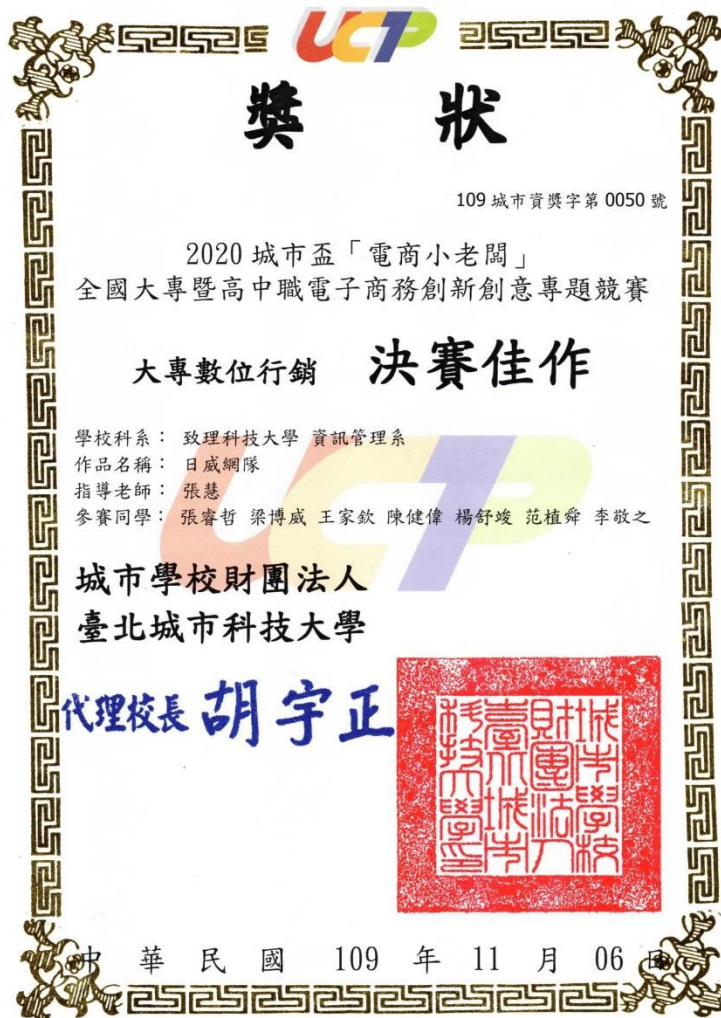 UCP
獎 狀
109 城市資獎字第 0050 號
2020 城市盃「電商小老闆」
全國大專暨高中職電子商務創新創意專題競賽
大專數位行銷 決賽佳作
學校科系： 致理科技大學 資訊管理系
作品名稱： 日威網隊
指導老師： 張慧
參賽同學： 張睿哲 梁博威 王家欽 陳健偉 楊舒竣 范植舜 李敬之
城市學校財團法人
臺北城市科技大學
代理校長 胡宇正
城市學校
財團法人
臺北城市
科技大學印
中 華 民 國 109 年 11 月 06 日